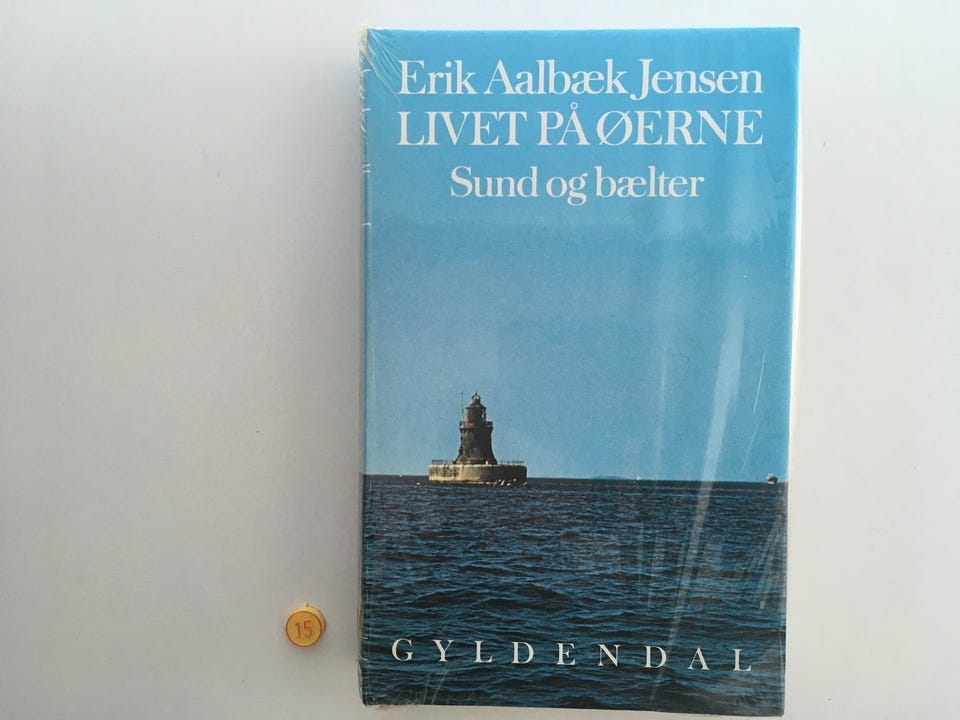 Erik Aalbæk Jensen
LIVET PÅ ØERNE
Sund og bælter
GYLDENDAL
15